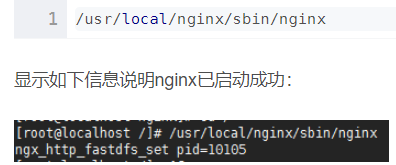 1 /usr/local/nginx/sbin/nginx
显示如下信息说明nginx已启动成功：
[root@localhost /]# /usr/local/nginx/sbin/nginx
ngx_http_fastdfs_set pid=10105